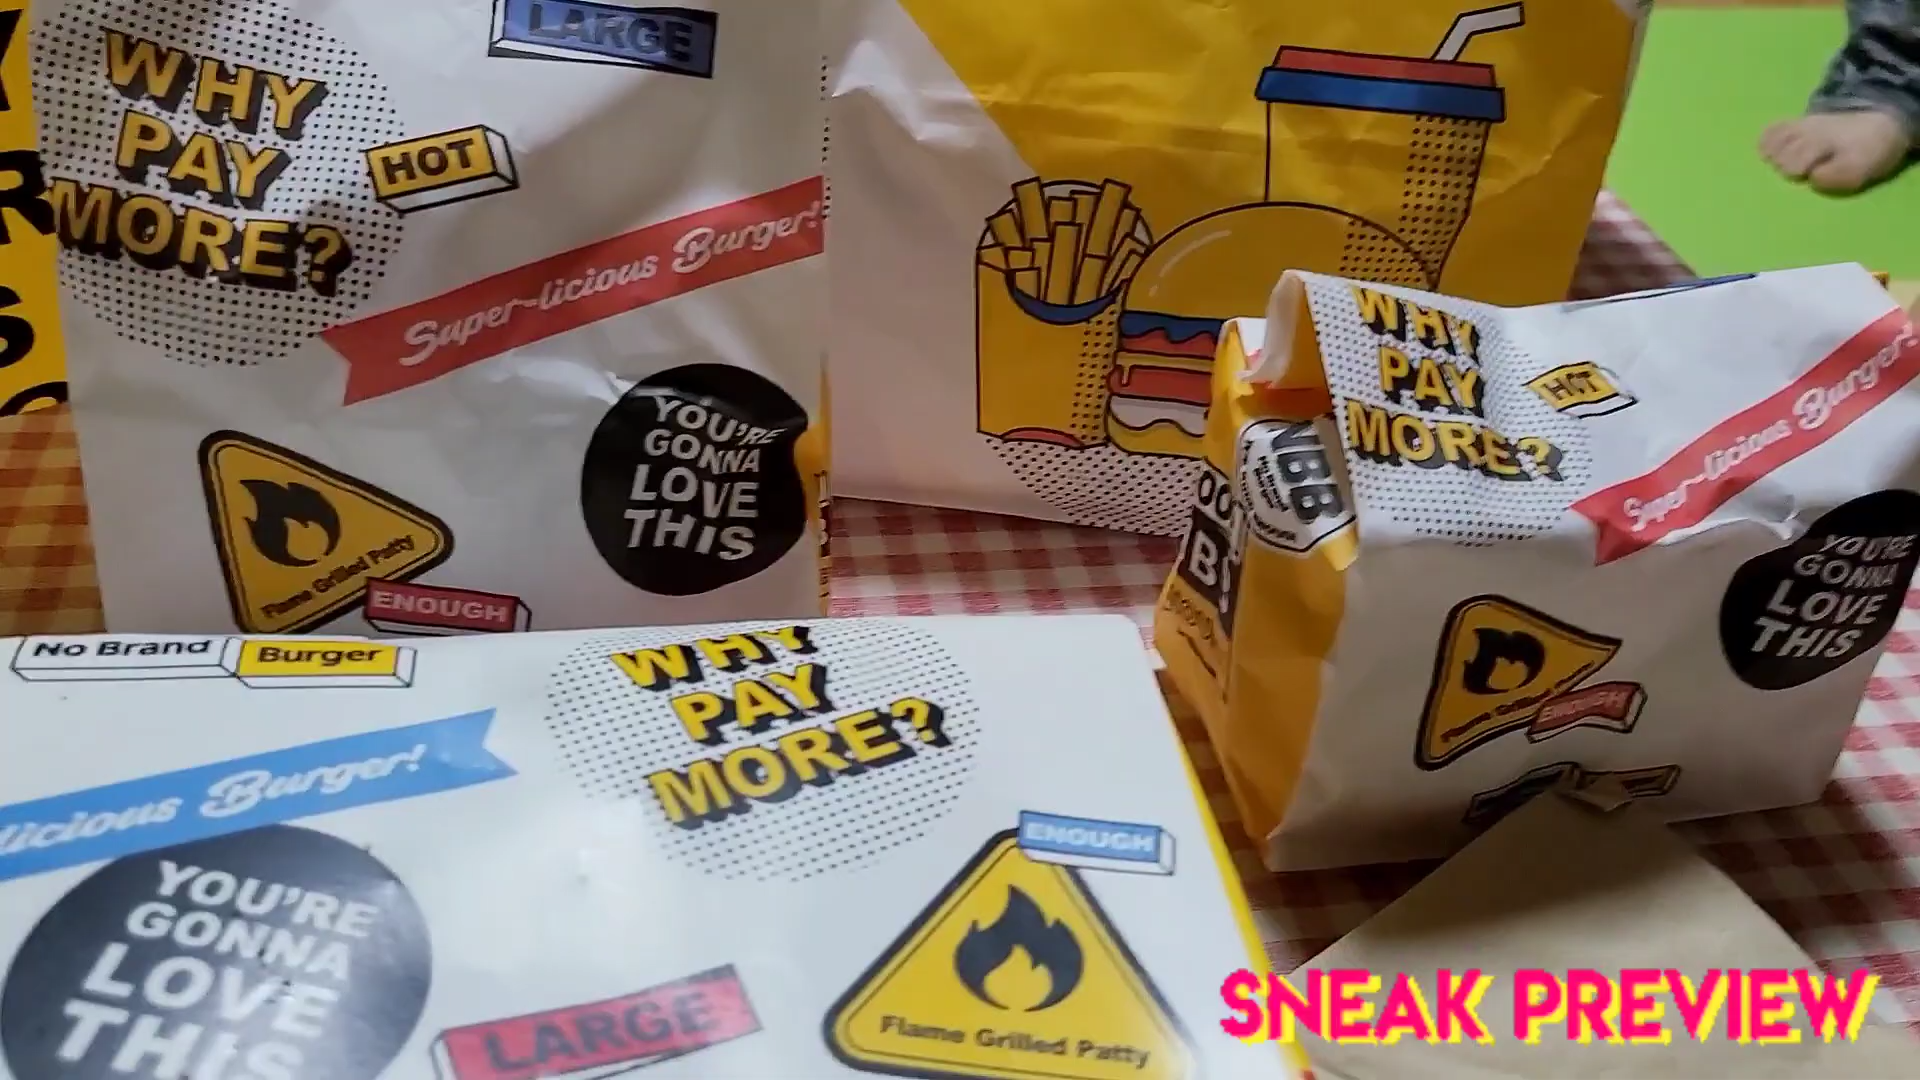 LARGE
WHY
PAY
MORE?
HOT
Super-licious Burger!
YOU'RE
GONNA
LOVE
THIS
Flame Grilled Patty
ENOUGH
WHY
PAY
MORE?
HOT
Super-licious Burger!
NBB
YOU'RE
GONNA
LOVE
THIS
ENOUGH
No Brand Burger
WHY
PAY
MORE?
licious Burger!
ENOUGH
YOU'RE
GONNA
LOVE
THIS
Flame Grilled Patty
LARGE
SNEAK PREVIEW